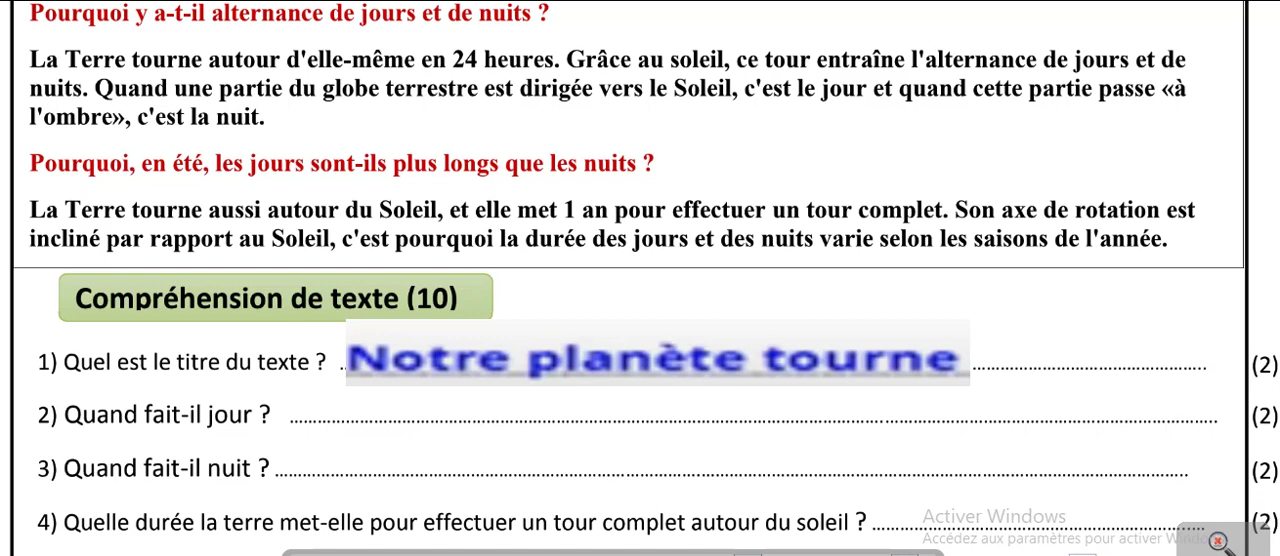 Pourquoi y a-t-il alternance de jours et de nuits ?
La Terre tourne autour d'elle-même en 24 heures. Grâce au soleil, ce tour entraîne l'alternance de jours et de
nuits. Quand une partie du globe terrestre est dirigée vers le Soleil, c'est le jour et quand cette partie passe «à
l'ombre», c'est la nuit.
Pourquoi, en été, les jours sont-ils plus longs que les nuits ?
La Terre tourne aussi autour du Soleil, et elle met 1 an pour effectuer un tour complet. Son axe de rotation est
incliné par rapport au Soleil, c'est pourquoi la durée des jours et des nuits varie selon les saisons de l'année.
Compréhension de texte (10)
1) Quel est le titre du texte ? Notre planète tourne (2)
2) Quand fait-il jour ? (2)
3) Quand fait-il nuit ? (2)
4) Quelle durée la terre met-elle pour effectuer un tour complet autour du soleil ? (2)
Activer Windows
Accédez aux paramètres pour activer